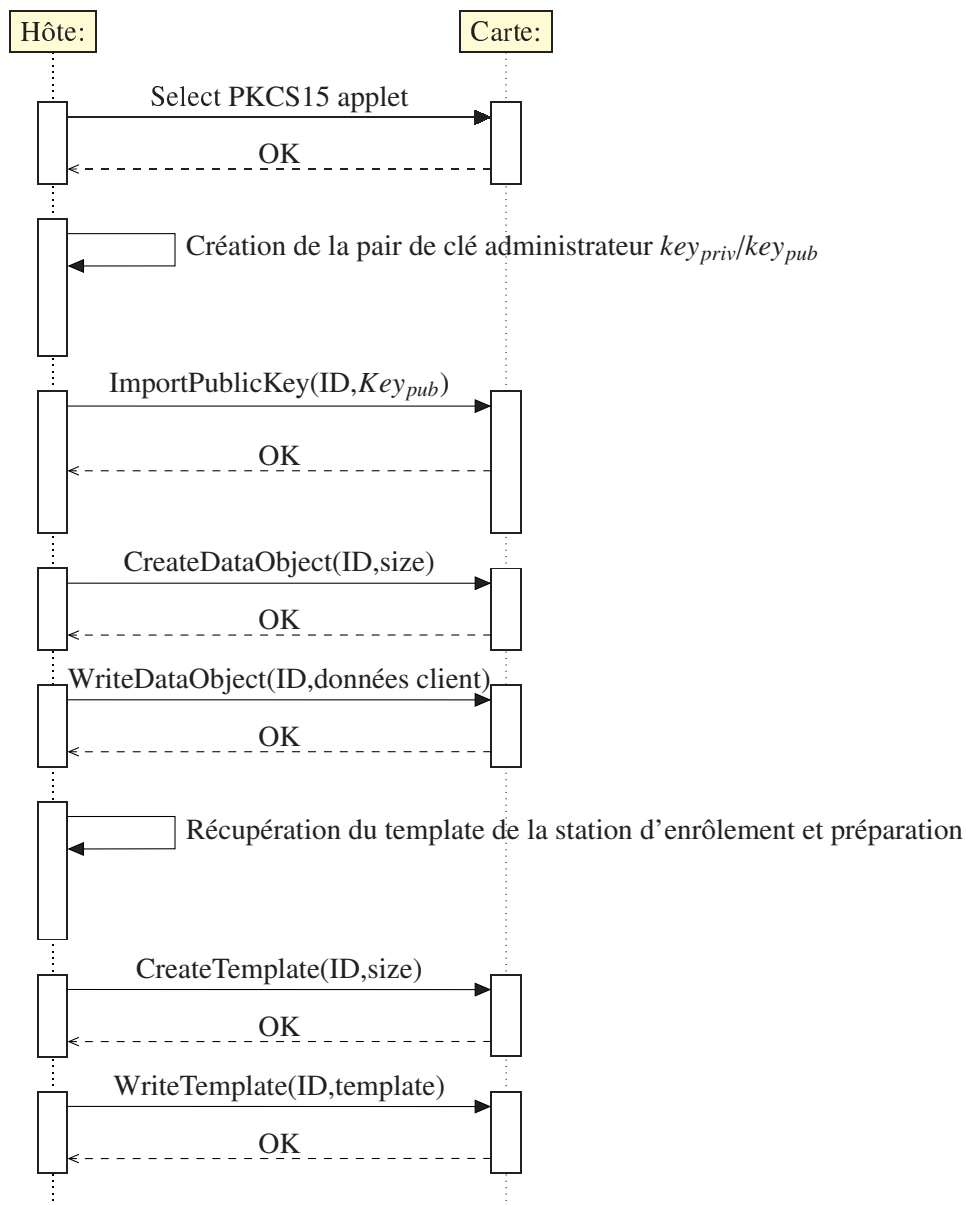 Hôte:
Carte:
Select PKCS15 applet
OK
Création de la pair de clé administrateur key_priv/key_pub
ImportPublicKey(ID,Key_pub)
OK
CreateDataObject(ID,size)
OK
WriteDataObject(ID,données client)
OK
Récupération du template de la station d'enrôlement et préparation
CreateTemplate(ID,size)
OK
WriteTemplate(ID,template)
OK